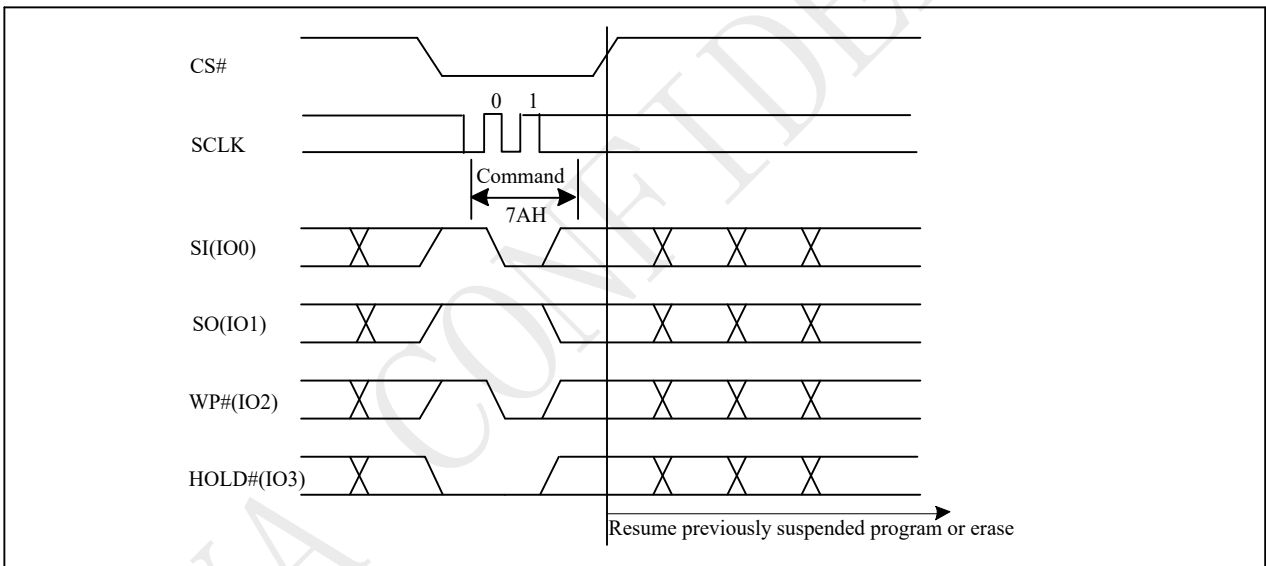 CS#
0 1
SCLK
Command
7AH
SI(IO0)
SO(IO1)
WP#(IO2)
HOLD#(IO3)
Resume previously suspended program or erase